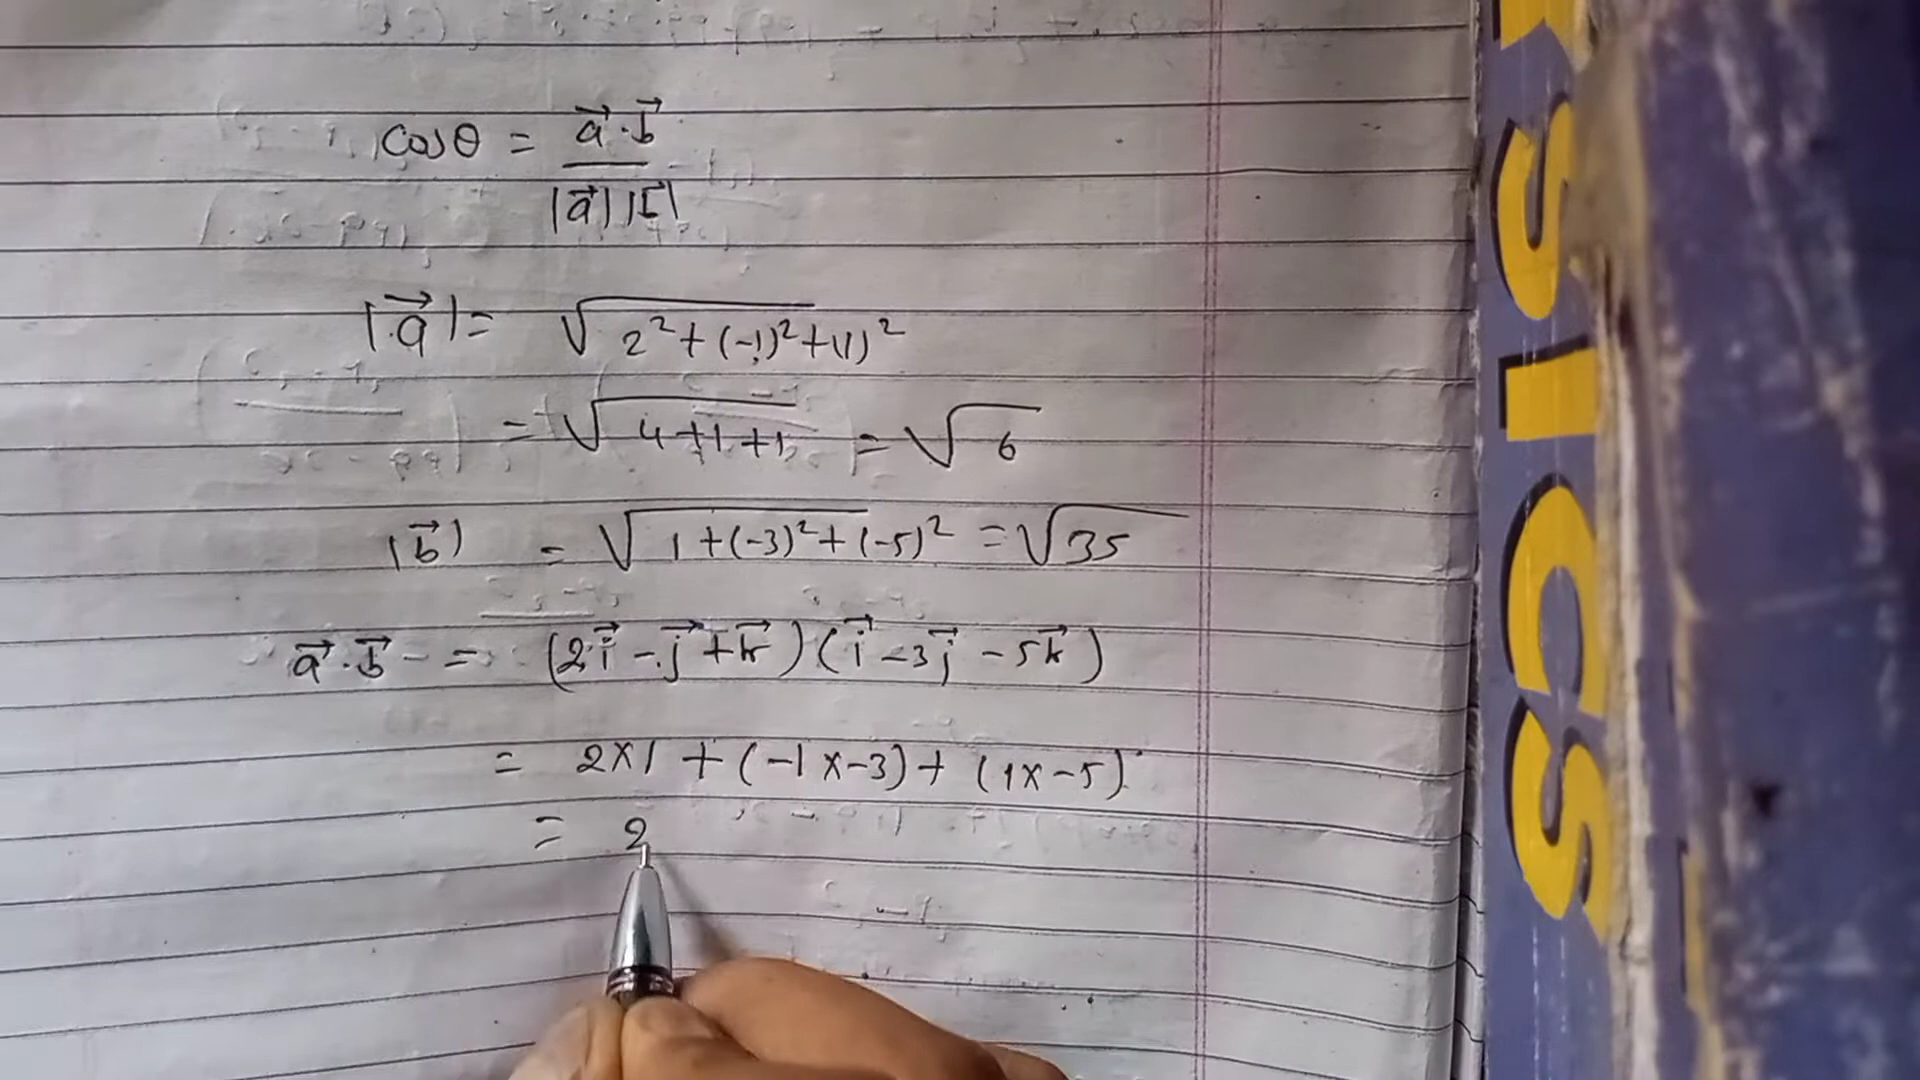 cosθ = a⃗·b⃗ / |a⃗| |b⃗|
|a⃗| = √2² + (-1)² + (1)²
= √4+1+1 = √6
|b⃗| = √1+(-3)²+(-5)² = √35
a⃗·b⃗ = (2i⃗ - j⃗ + k⃗)(i⃗ - 3j⃗ - 5k⃗)
= 2×1 + (-1×-3) + (1×-5)
= 2
SICS